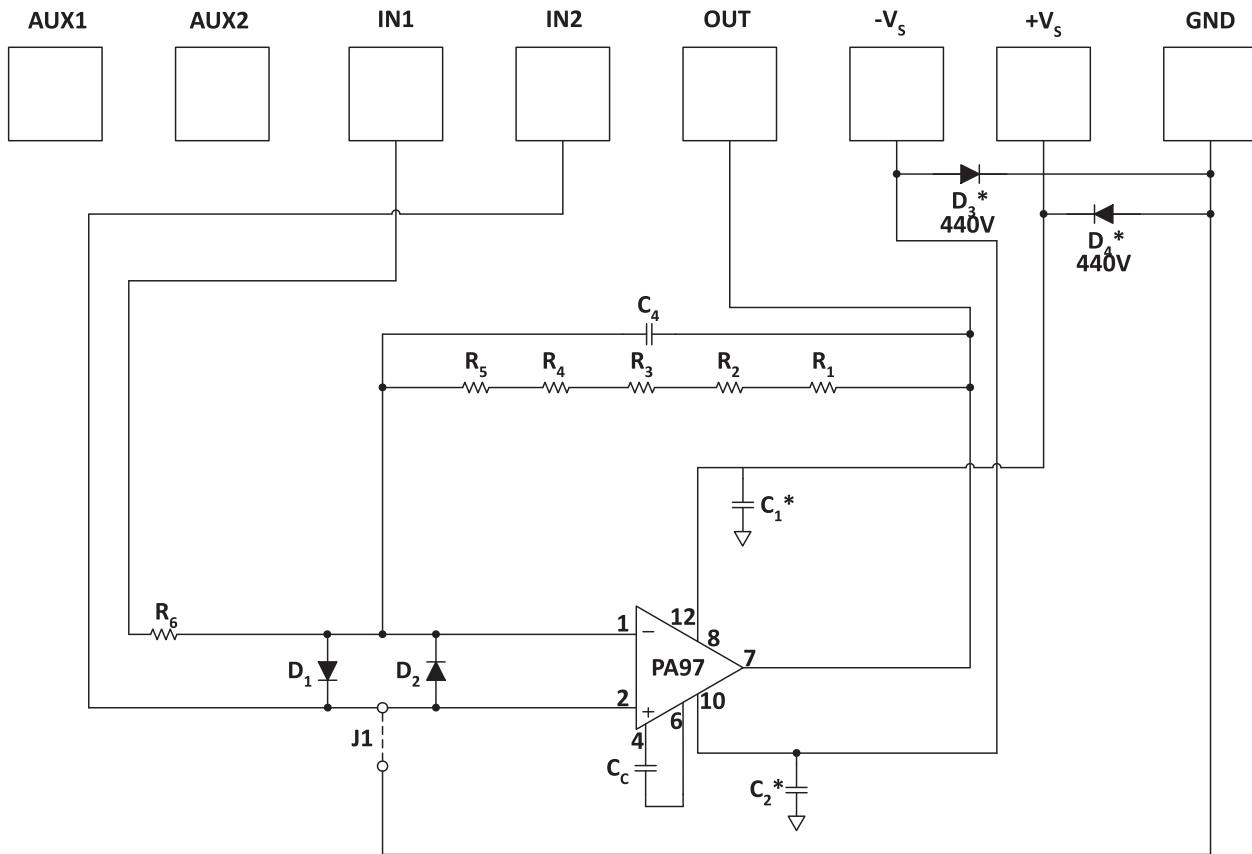 AUX1 AUX2 IN1 IN2 OUT -VS +VS GND
D3*
440V
D4*
440V
C4
R5 R4 R3 R2 R1
C1*
R6
1
−
12
8
D1
D2
PA97
7
2
+
10
6
4
J1
CC
C2*